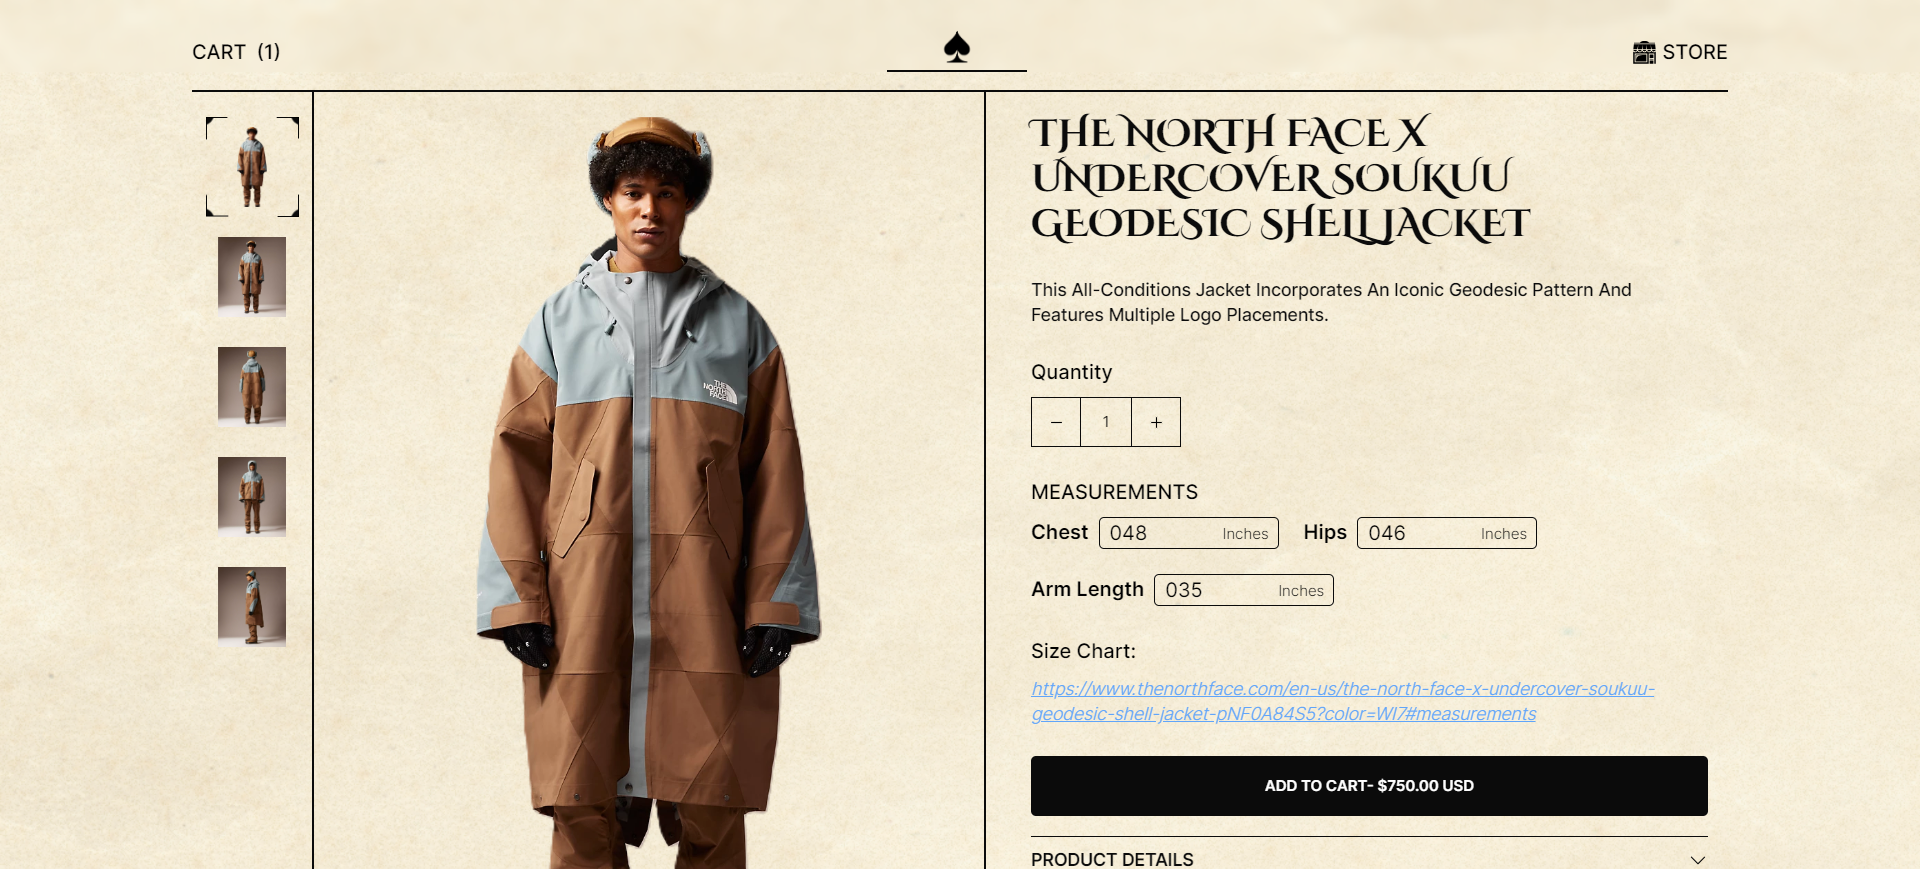 CART (1)
STORE
THE NORTH FACE X
UNDERCOVER SOUKUU
GEODESIC SHELL JACKET
This All-Conditions Jacket Incorporates An Iconic Geodesic Pattern And
Features Multiple Logo Placements.
Quantity
− 1 +
MEASUREMENTS
Chest 048 Inches Hips 046 Inches
Arm Length 035 Inches
Size Chart:
https://www.thenorthface.com/en-us/the-north-face-x-undercover-soukuu-
geodesic-shell-jacket-pNF0A84S5?color=WI7#measurements
ADD TO CART- $750.00 USD
PRODUCT DETAILS
THE
NORTH
FACE